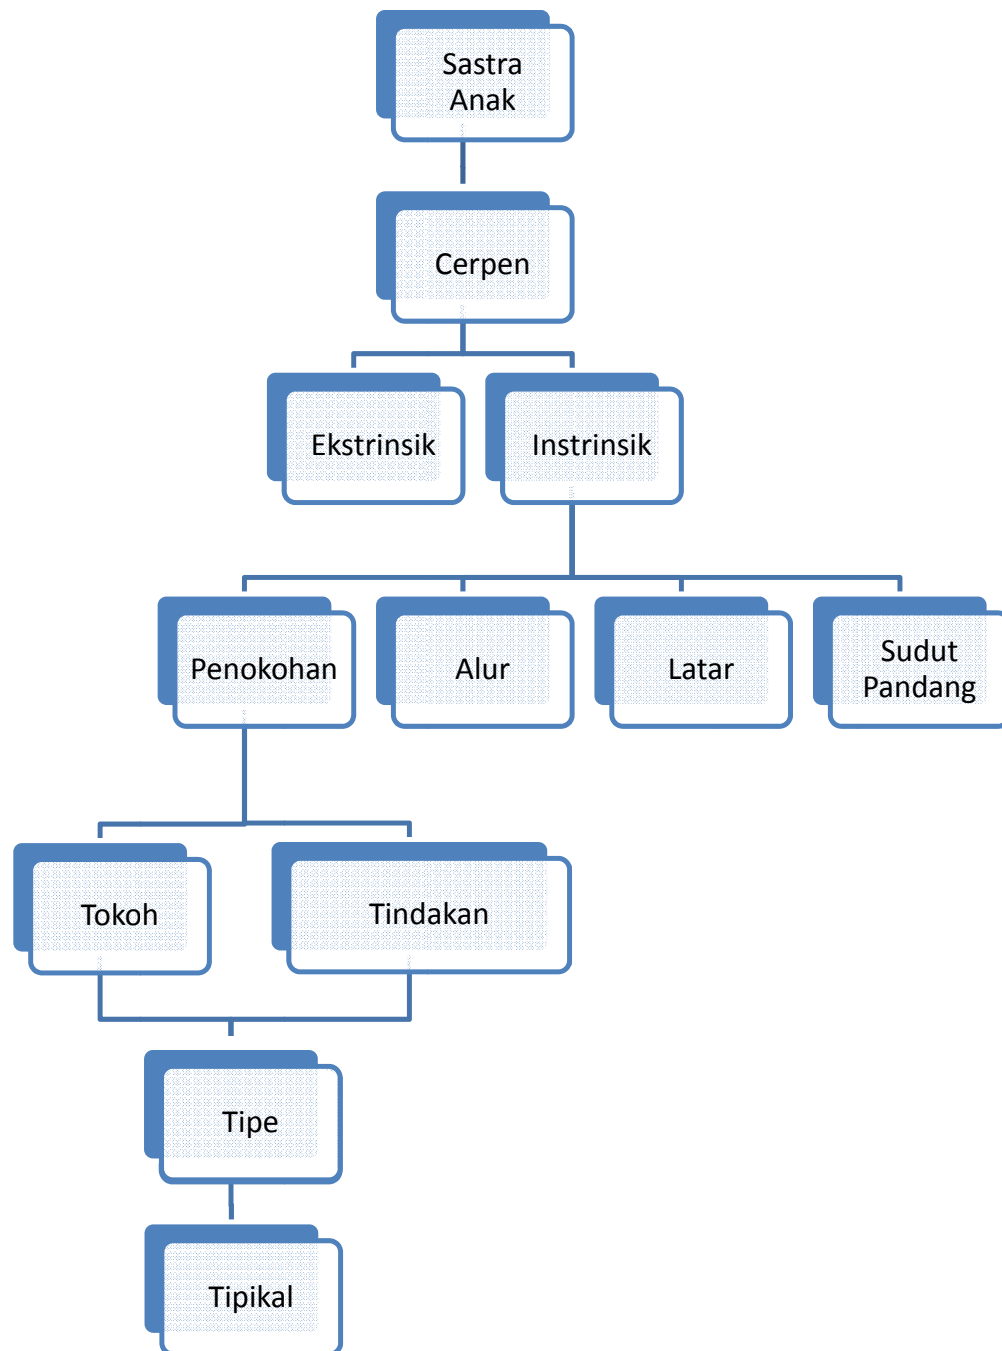 Sastra
Anak
Cerpen
Ekstrinsik
Instrinsik
Penokohan
Alur
Latar
Sudut
Pandang
Tokoh
Tindakan
Tipe
Tipikal